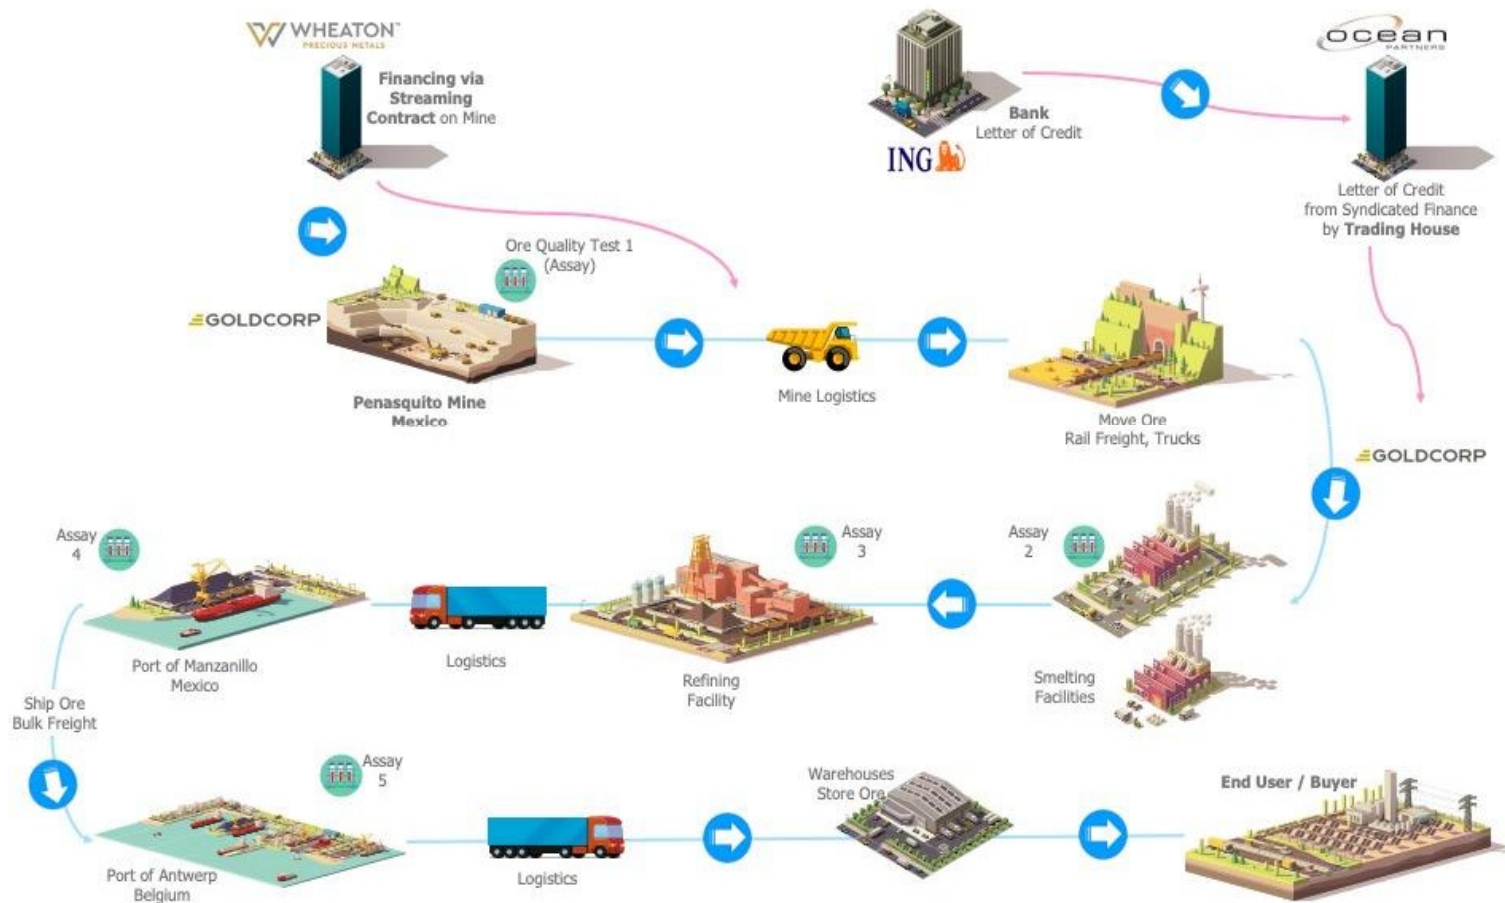 WHEATON™
PRECIOUS METALS
Financing via
Streaming
Contract on Mine
Bank
Letter of Credit
ING
ocean
PARTNERS
Letter of Credit
from Syndicated Finance
by Trading House
Ore Quality Test 1
(Assay)
GOLDCORP
Penasquito Mine
Mexico
Mine Logistics
Move Ore
Rail Freight, Trucks
GOLDCORP
Assay
4
Assay
3
Assay
2
Port of Manzanillo
Mexico
Logistics
Refining
Facility
Smelting
Facilities
Ship Ore
Bulk Freight
Assay
5
Warehouses
Store Ore
End User / Buyer
Port of Antwerp
Belgium
Logistics